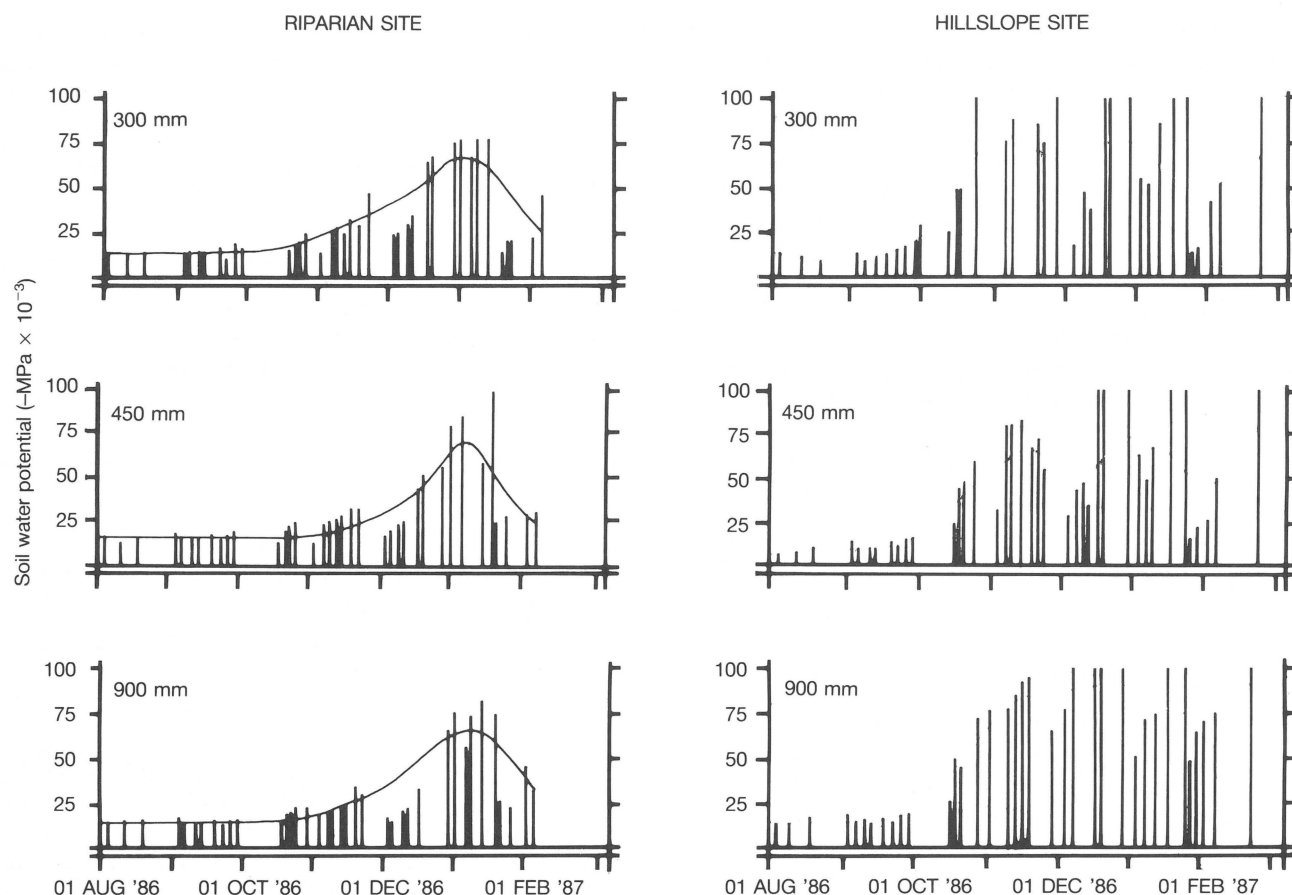 RIPARIAN SITE
HILLSLOPE SITE
Soil water potential (–MPa × 10⁻³)
100
300 mm
75
50
25
100
450 mm
75
50
25
100
900 mm
75
50
25
01 AUG '86 01 OCT '86 01 DEC '86 01 FEB '87
100
300 mm
75
50
25
100
450 mm
75
50
25
100
900 mm
75
50
25
01 AUG '86 01 OCT '86 01 DEC '86 01 FEB '87